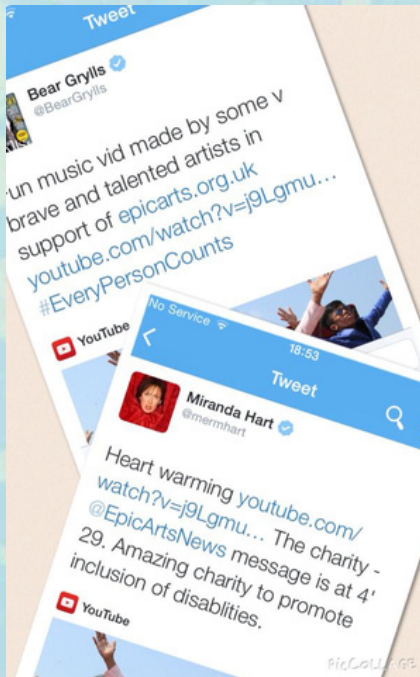 Tweet
Bear Grylls
@BearGrylls
un music vid made by some v
brave and talented artists in
support of epicarts.org.uk
youtube.com/watch?v=j9Lgmu...
#EveryPersonCounts
YouTube
No Service
18:53
Tweet
Miranda Hart
@mermhart
Heart warming youtube.com/
watch?v=j9Lgmu... The charity -
@EpicArtsNews message is at 4'
29. Amazing charity to promote
inclusion of disablities.
YouTube
PicCollage